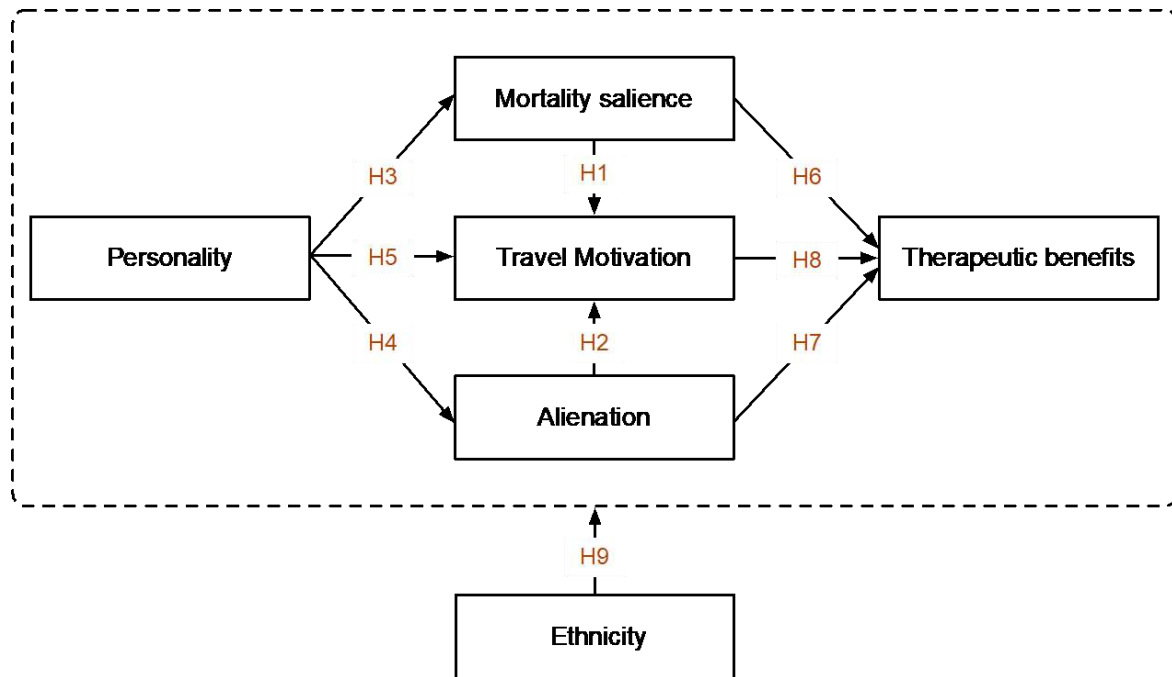 Mortality salience
H3
H1
H6
Personality
H5
Travel Motivation
H8
Therapeutic benefits
H4
H2
H7
Alienation
H9
Ethnicity